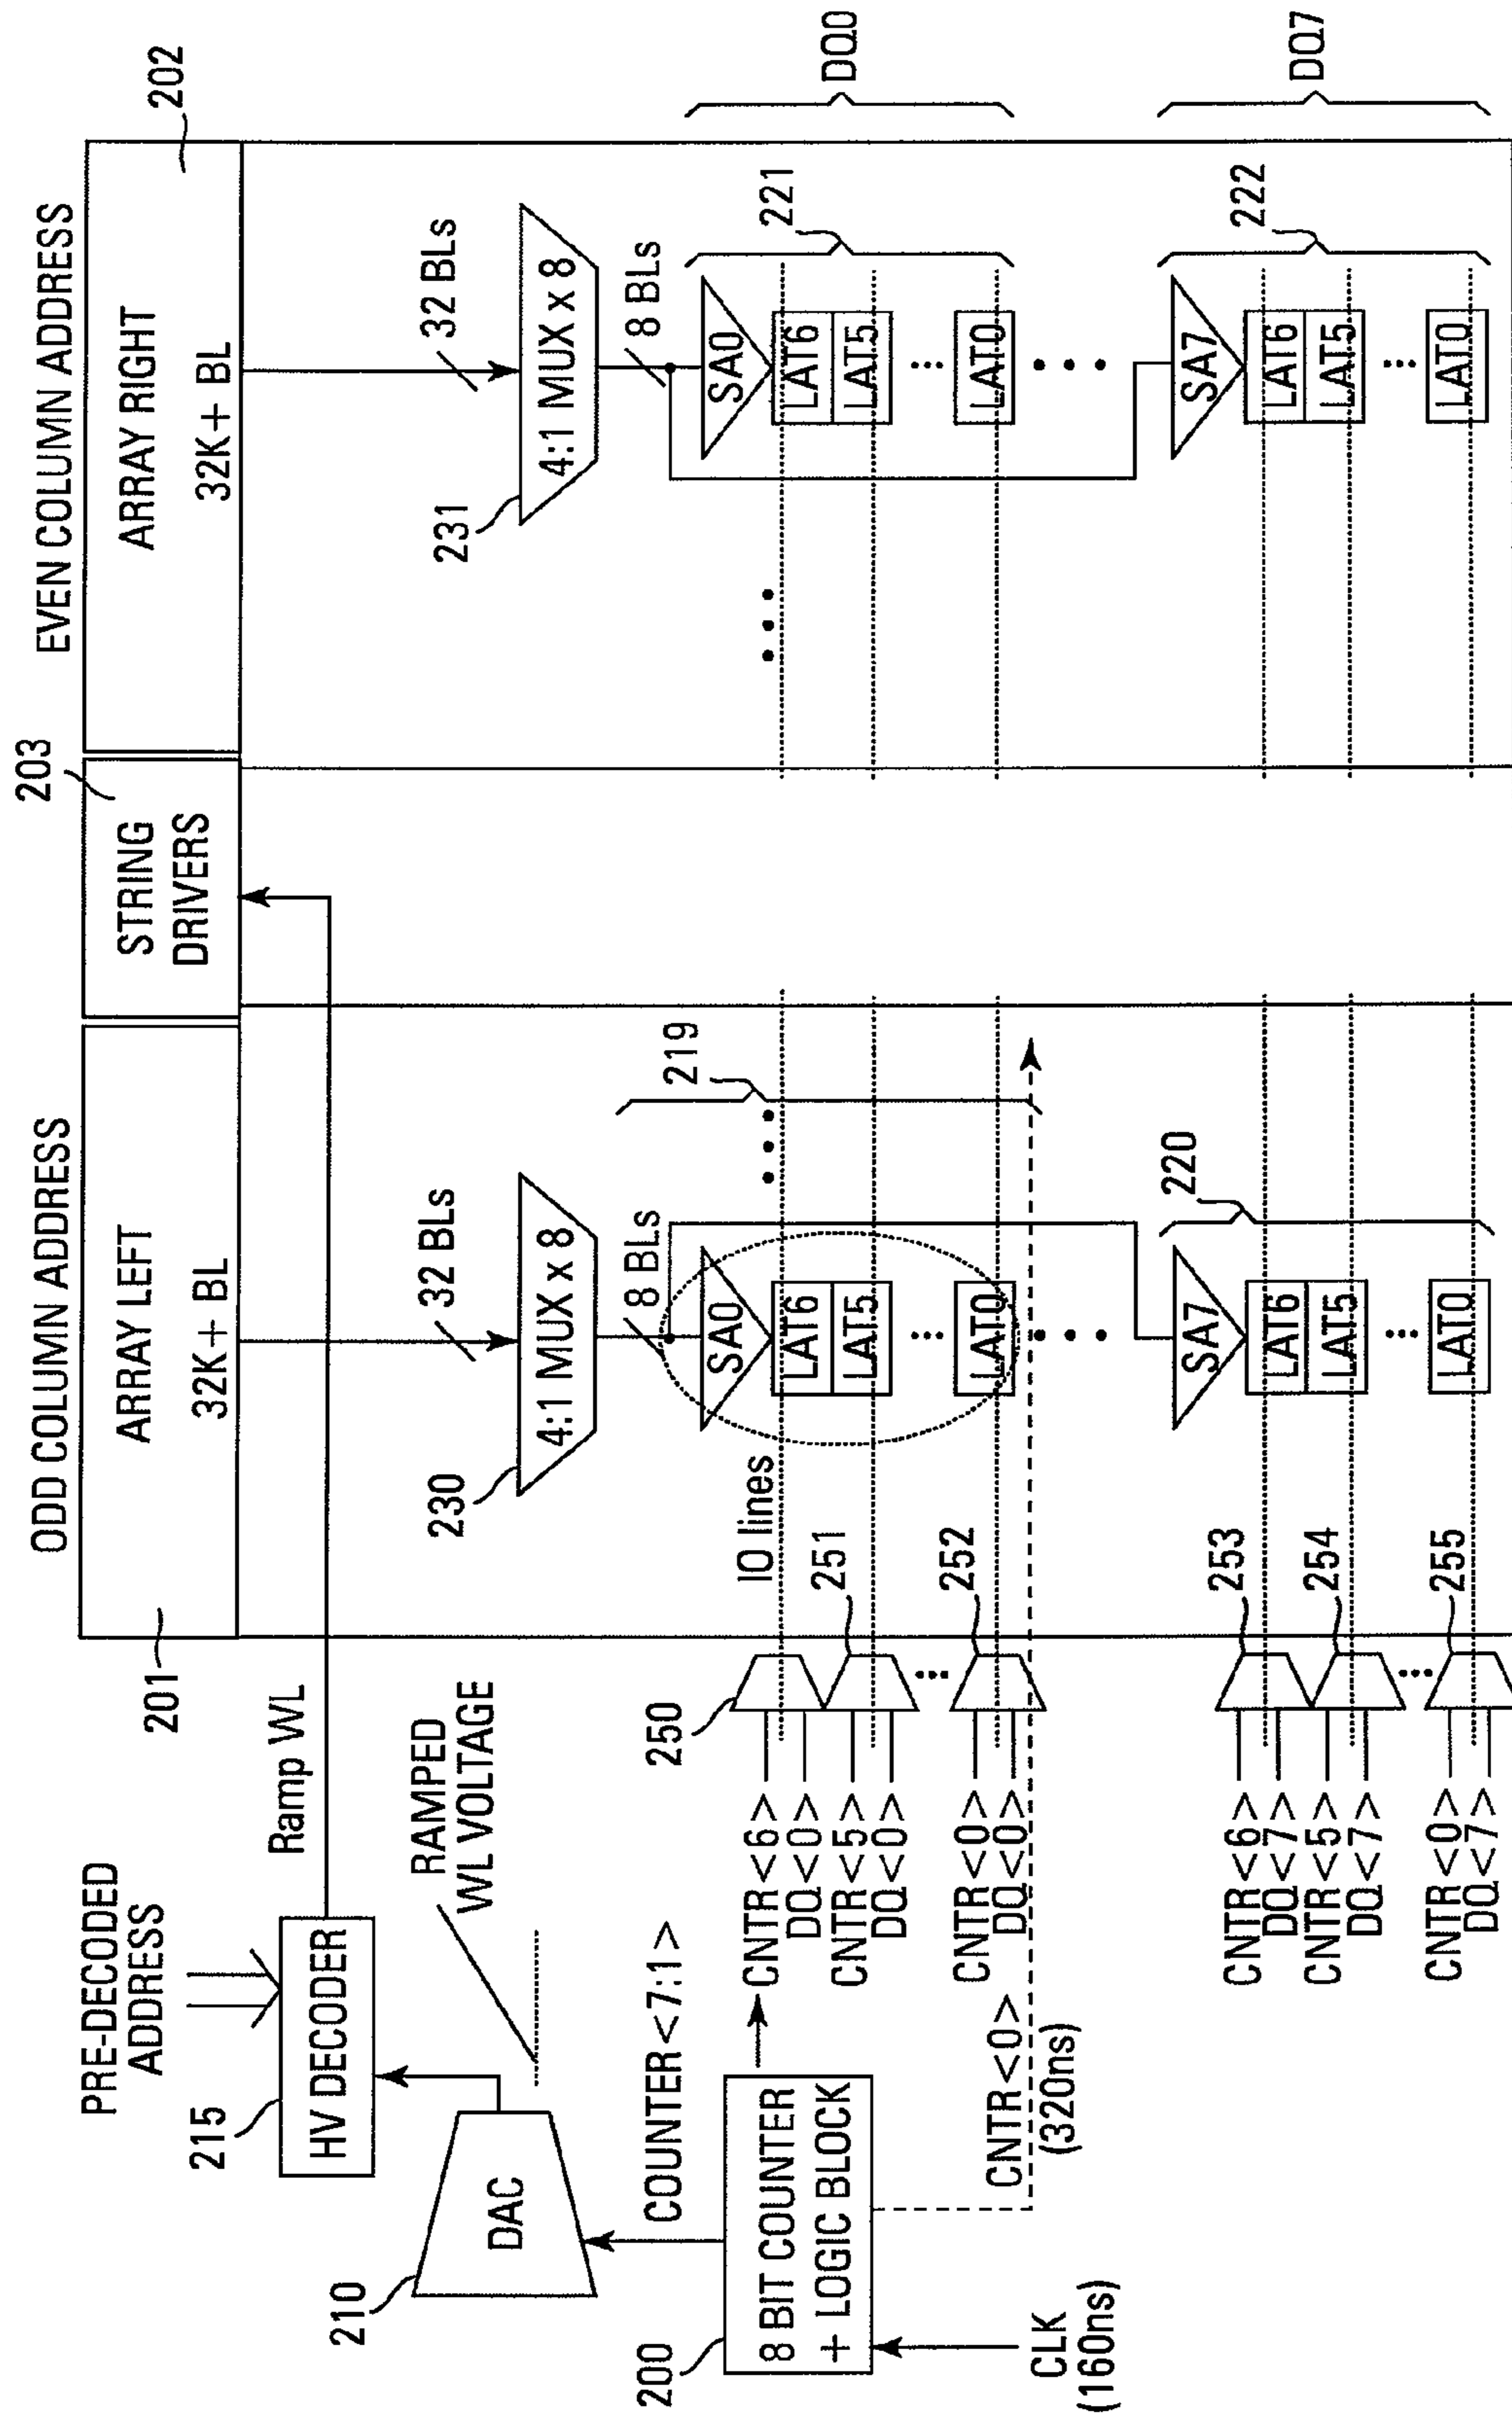 ODD COLUMN ADDRESS
EVEN COLUMN ADDRESS
203
201
ARRAY LEFT
32K+ BL
STRING
DRIVERS
ARRAY RIGHT
32K+ BL
202
PRE-DECODED
ADDRESS
215
HV DECODER
Ramp WL
210
DAC
RAMPED
WL VOLTAGE
COUNTER<7:1>
200
8 BIT COUNTER
+ LOGIC BLOCK
CLK
(160ns)
CNTR<0>
(320ns)
32 BLs
230
4:1 MUX x 8
8 BLs
32 BLs
231
4:1 MUX x 8
8 BLs
250
CNTR<6>
DQ<0>
251
CNTR<5>
DQ<0>
252
CNTR<0>
DQ<0>
IO lines
SA0
LAT6
LAT5
LAT0
219
SA0
LAT6
LAT5
LAT0
221
DQ0
253
CNTR<6>
DQ<7>
254
CNTR<5>
DQ<7>
255
CNTR<0>
DQ<7>
SA7
LAT6
LAT5
LAT0
220
SA7
LAT6
LAT5
LAT0
222
DQ7